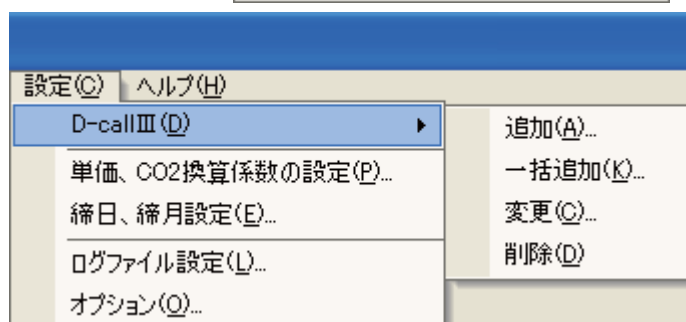 設定(C) ヘルプ(H)
D-callⅢ(D)
単価、CO2換算係数の設定(P)...
締日、締月設定(E)...
ログファイル設定(L)...
オプション(O)...
追加(A)...
一括追加(K)...
変更(C)...
削除(D)